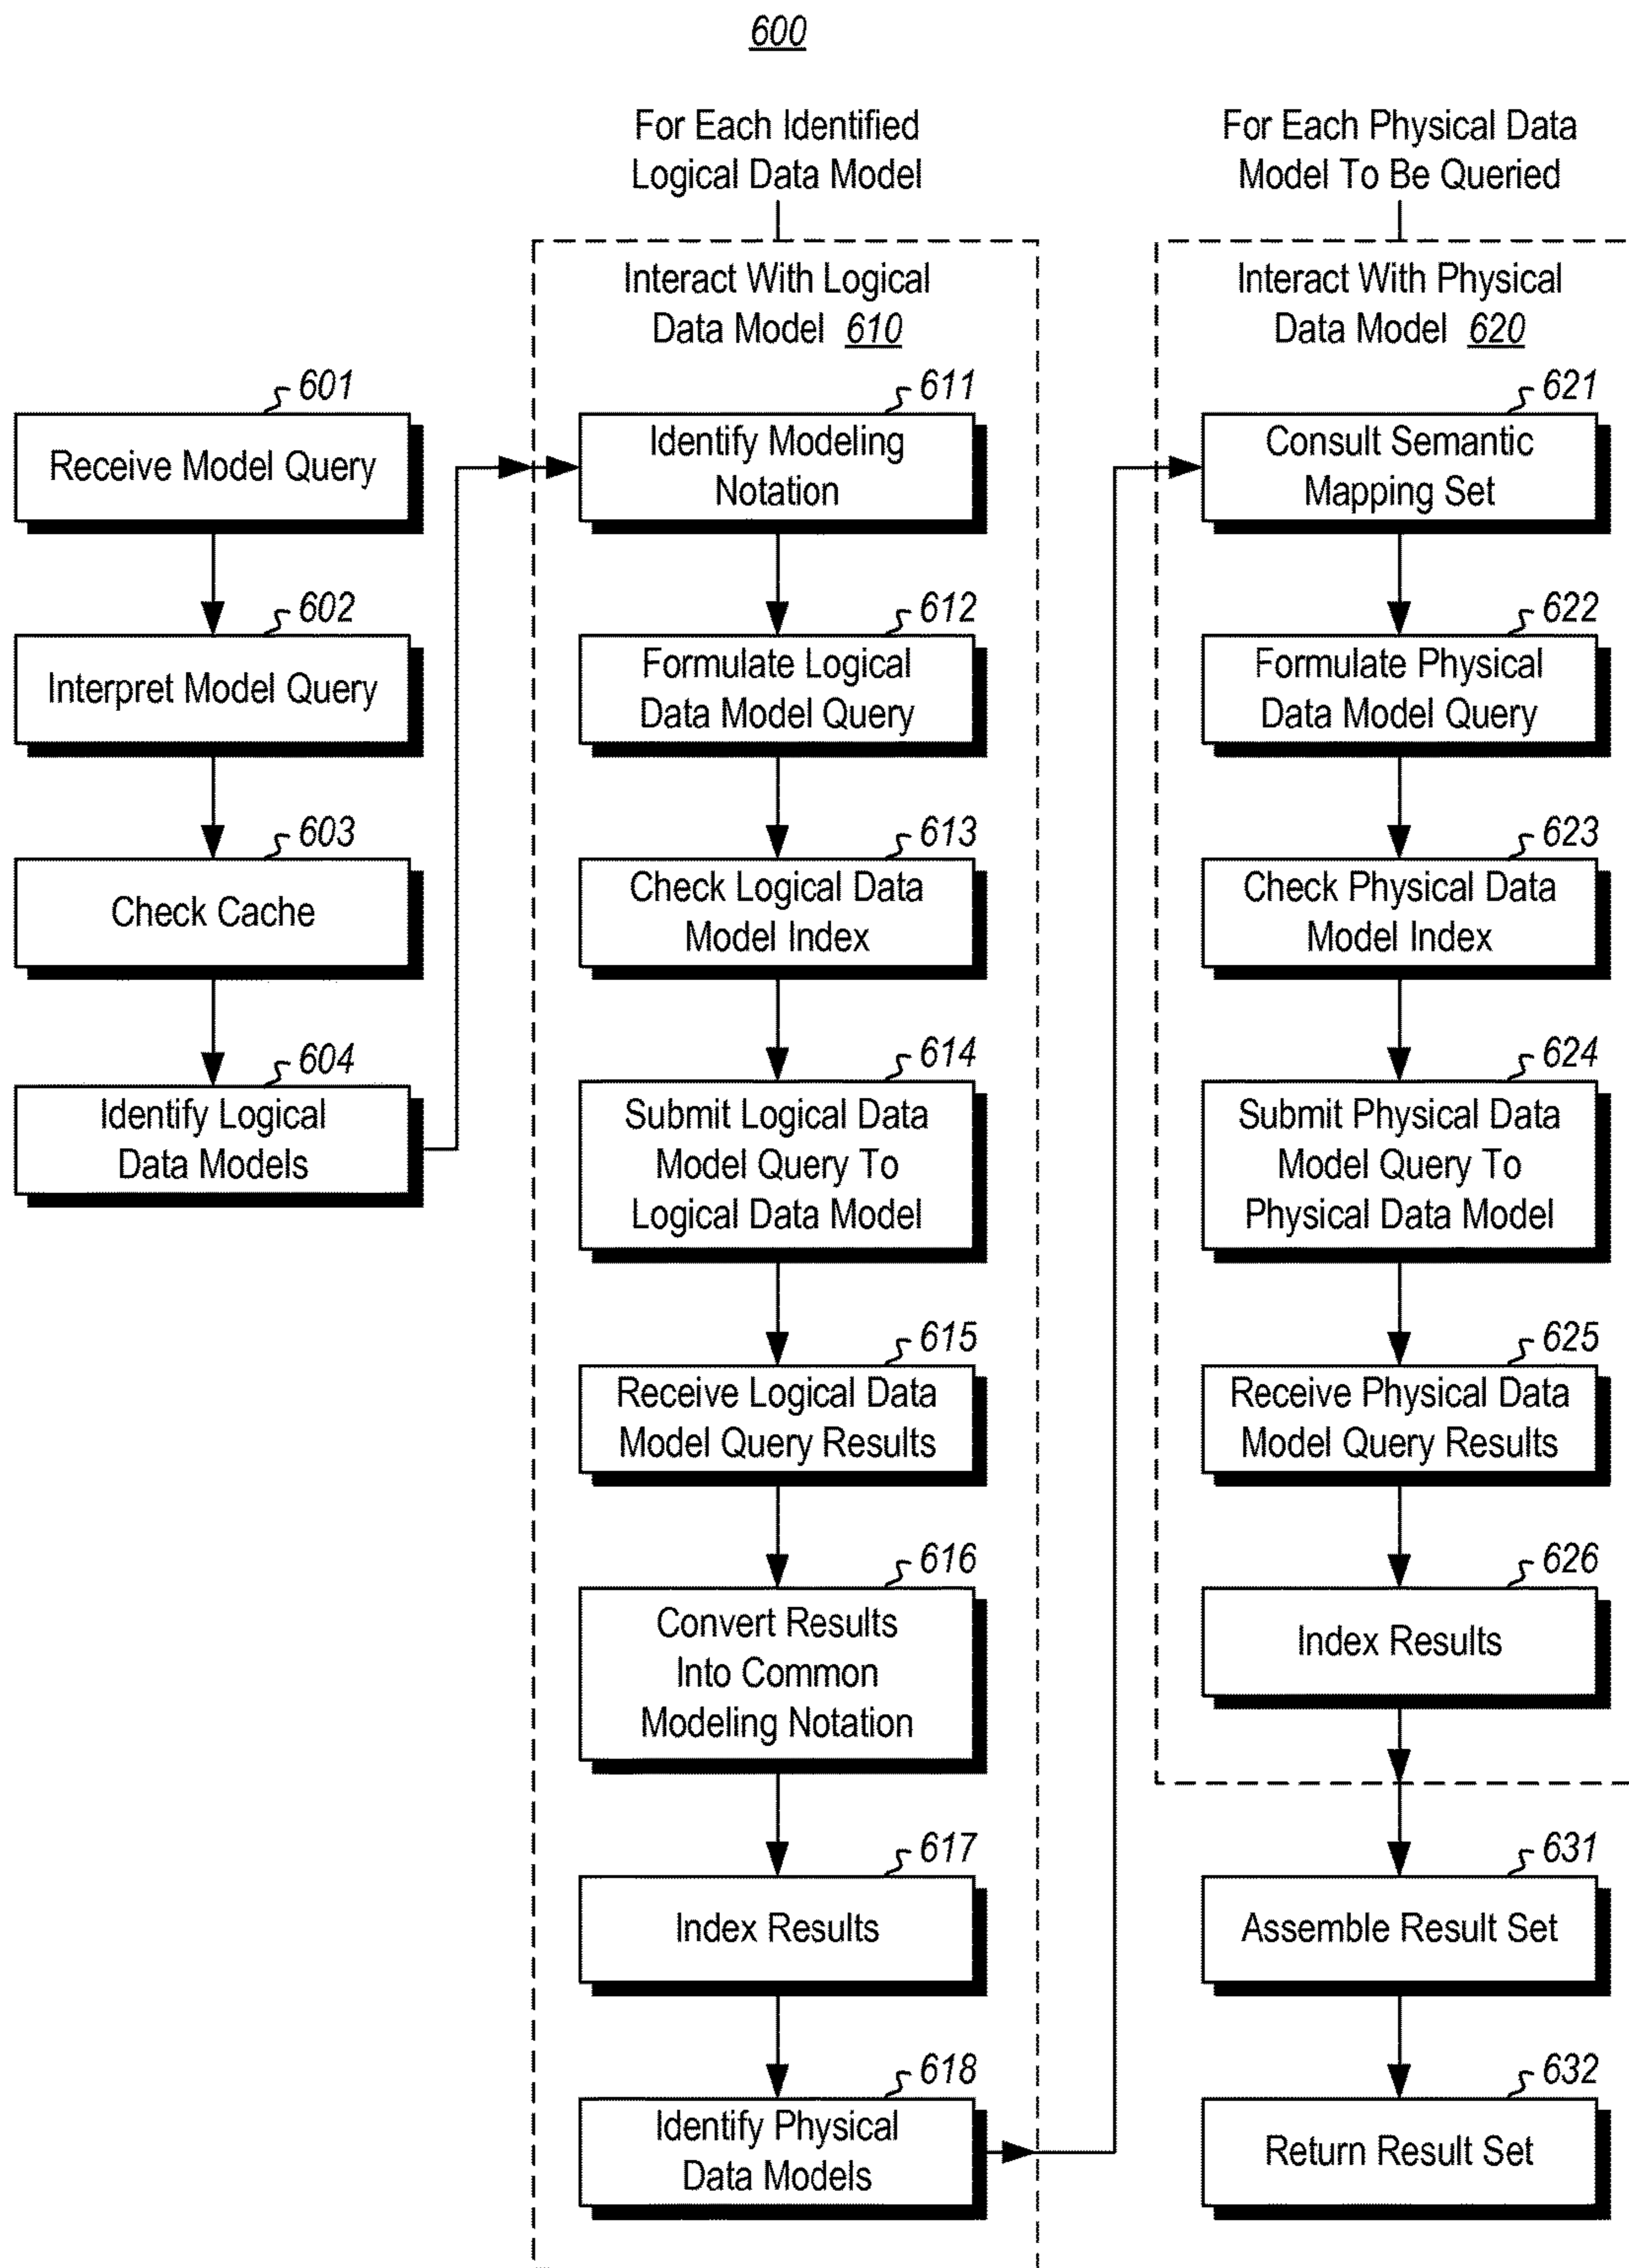 600
For Each Identified
Logical Data Model
For Each Physical Data
Model To Be Queried
Interact With Logical
Data Model 610
Interact With Physical
Data Model 620
601
Receive Model Query
602
Interpret Model Query
603
Check Cache
604
Identify Logical
Data Models
611
Identify Modeling
Notation
612
Formulate Logical
Data Model Query
613
Check Logical Data
Model Index
614
Submit Logical Data
Model Query To
Logical Data Model
615
Receive Logical Data
Model Query Results
616
Convert Results
Into Common
Modeling Notation
617
Index Results
618
Identify Physical
Data Models
621
Consult Semantic
Mapping Set
622
Formulate Physical
Data Model Query
623
Check Physical Data
Model Index
624
Submit Physical Data
Model Query To
Physical Data Model
625
Receive Physical Data
Model Query Results
626
Index Results
631
Assemble Result Set
632
Return Result Set